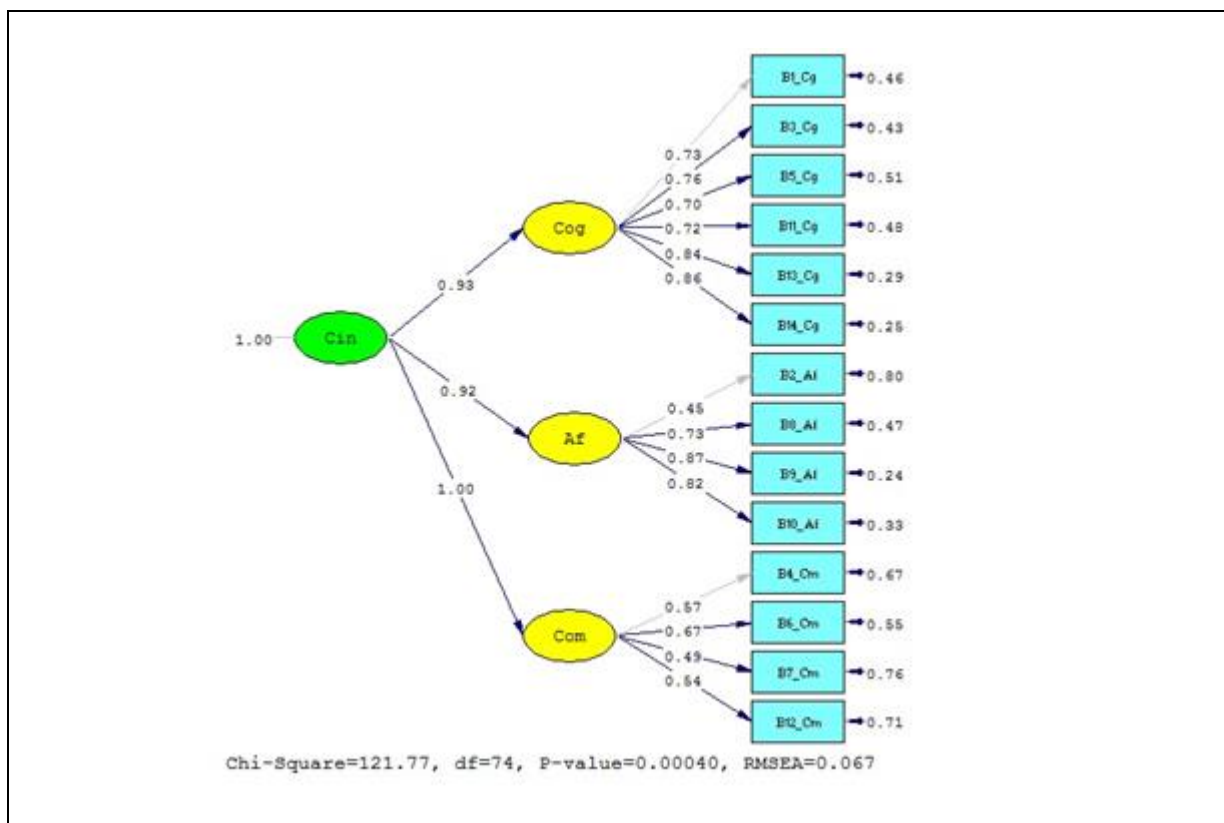 B1_Cg 0.46
B3_Cg 0.43
0.73
0.76
B5_Cg 0.51
0.70
Cog 0.72 B11_Cg 0.48
0.84
B13_Cg 0.29
0.86
0.93
B14_Cg 0.25
1.00 Cin
B2_Af 0.80
0.92
0.45
B8_Af 0.47
0.73
Af
0.87
B9_Af 0.24
0.82
1.00
B10_Af 0.33
B4_Cm 0.67
0.57
B6_Cm 0.55
0.67
Com
0.49
B7_Cm 0.76
0.54
B12_Cm 0.71
Chi-Square=121.77, df=74, P-value=0.00040, RMSEA=0.067